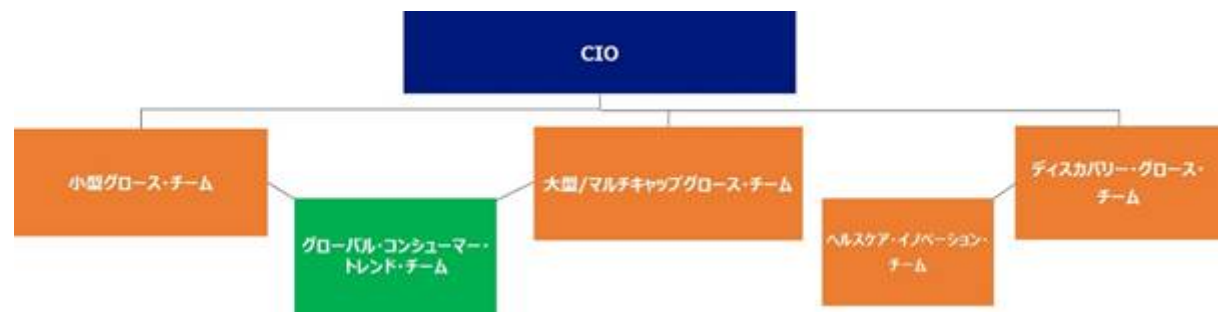 CIO
小型グロース・チーム
大型/マルチキャップグロース・チーム
ディスカバリー・グロース・
チーム
グローバル・コンシューマー・
トレンド・チーム
ヘルスケア・イノベーション・
チーム